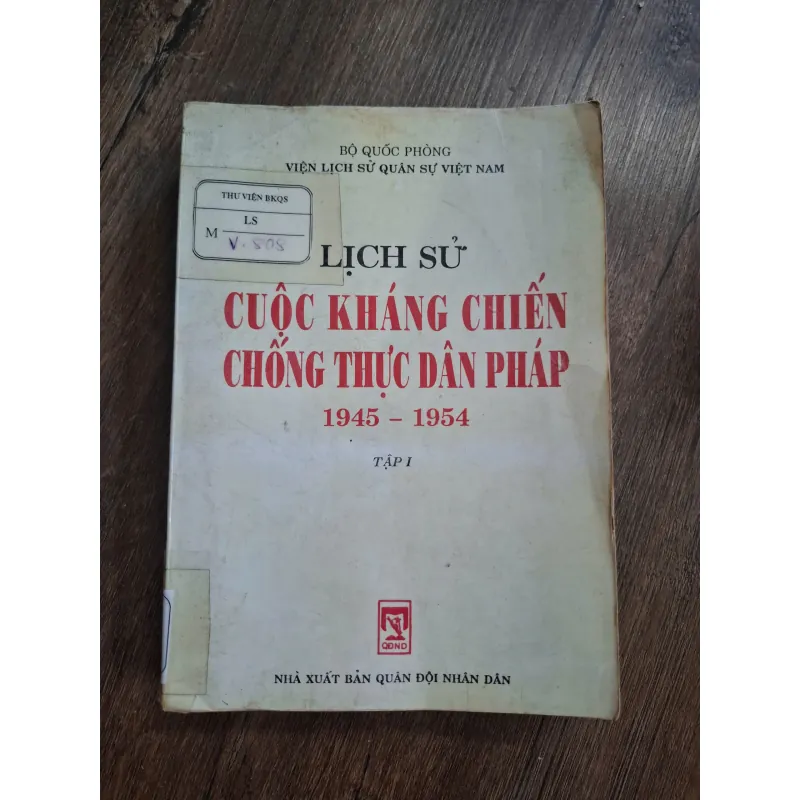 BỘ QUỐC PHÒNG
VIỆN LỊCH SỬ QUÂN SỰ VIỆT NAM
THƯ VIỆN BKQS
LS
M V.808
LỊCH SỬ
CUỘC KHÁNG CHIẾN
CHỐNG THỰC DÂN PHÁP
1945 - 1954
TẬP I
QĐND
NHÀ XUẤT BẢN QUÂN ĐỘI NHÂN DÂN